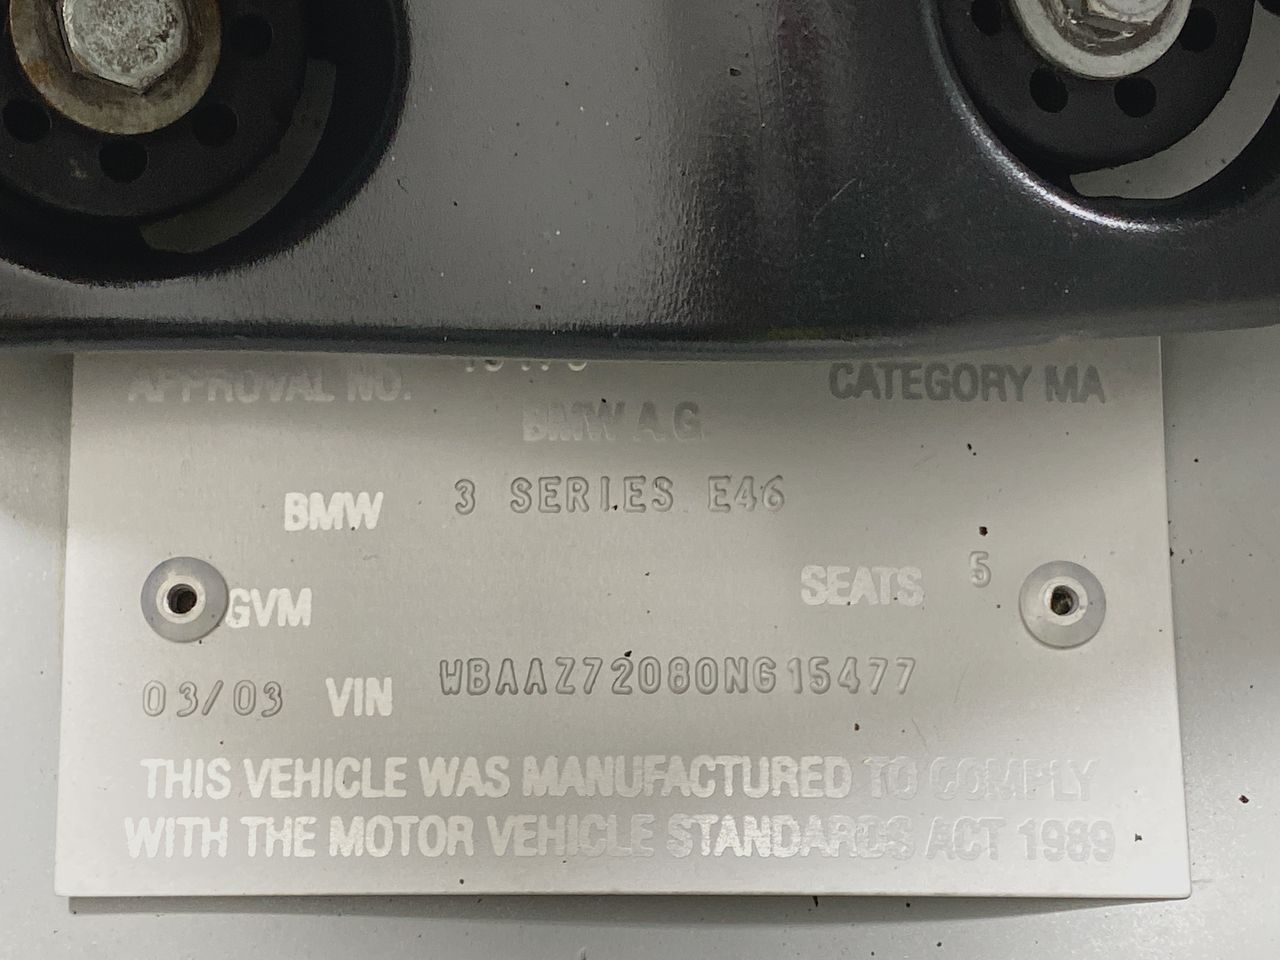 APPROVAL NO. CATEGORY MA
BMW A.G.
BMW 3 SERIES E46
GVM SEATS 5
03/03 VIN WBAAZ72080NG15477
THIS VEHICLE WAS MANUFACTURED TO COMPLY
WITH THE MOTOR VEHICLE STANDARDS ACT 1989